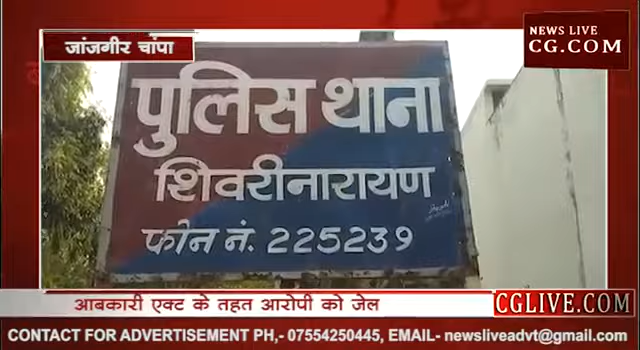 जांजगीर चांपा
NEWS LIVE
CG.COM
पुलिस थाना
शिवरीनारायण
फोन नं. 225239
आबकारी एक्ट के तहत आरोपी को जेल
CGLIVE.COM
CONTACT FOR ADVERTISEMENT PH,- 07554250445, EMAIL- newsliveadvt@gmail.com